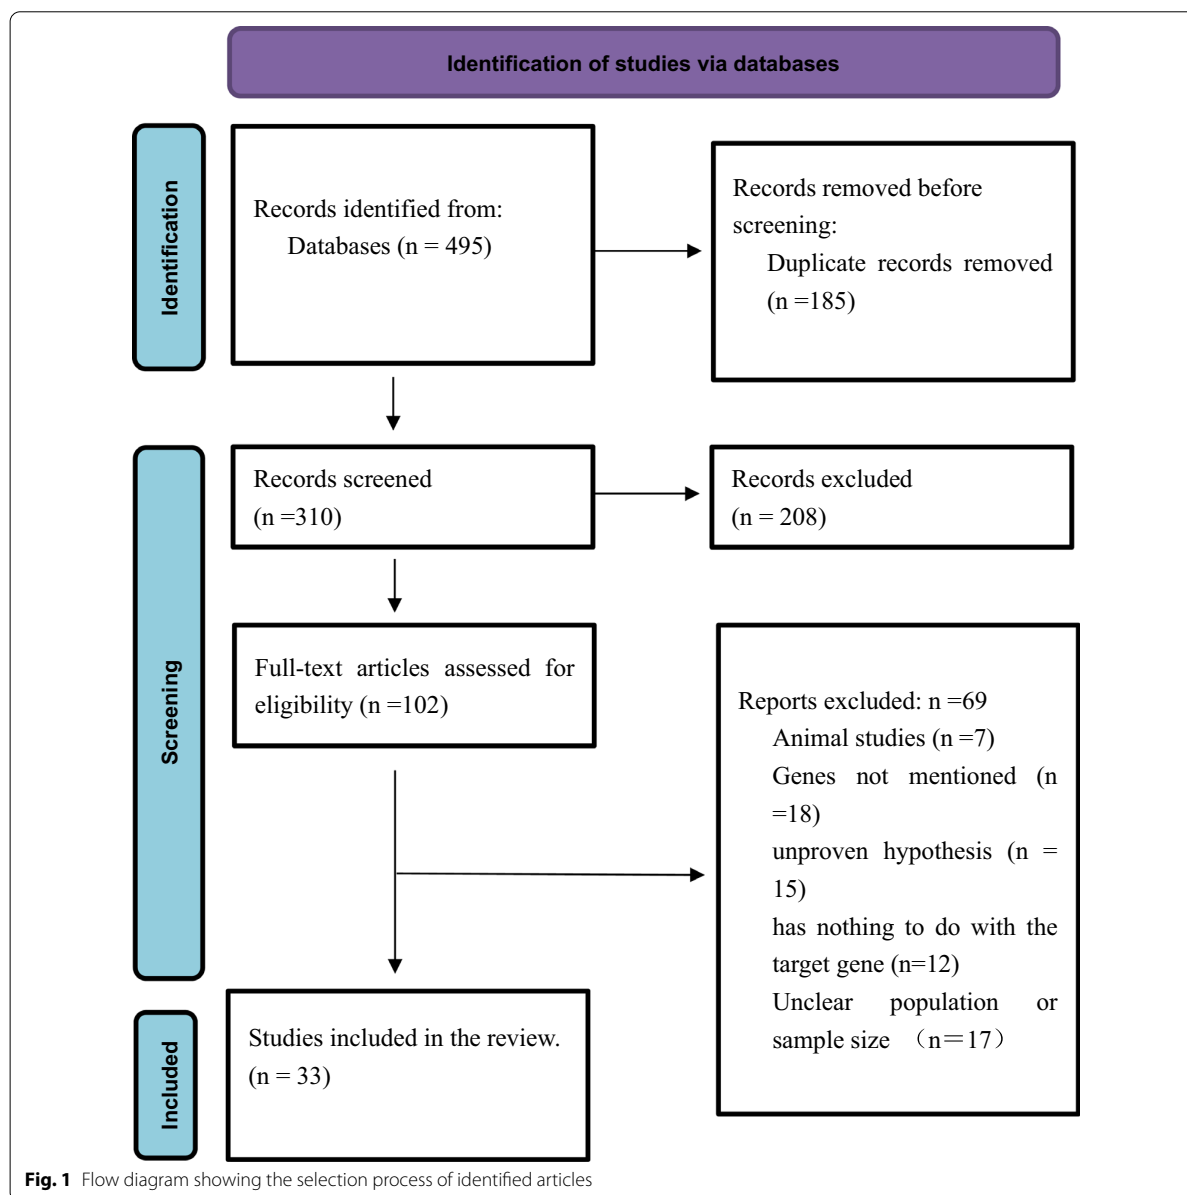 Identification of studies via databases
Identification
Records identified from:
Databases (n = 495)
Records removed before
screening:
Duplicate records removed
(n =185)
Screening
Records screened
(n =310)
Records excluded
(n = 208)
Full-text articles assessed for
eligibility (n =102)
Reports excluded: n =69
Animal studies (n =7)
Genes not mentioned (n
=18)
unproven hypothesis (n =
15)
has nothing to do with the
target gene (n=12)
Unclear population or
sample size （n＝17）
Included
Studies included in the review.
(n = 33)
Fig. 1 Flow diagram showing the selection process of identified articles